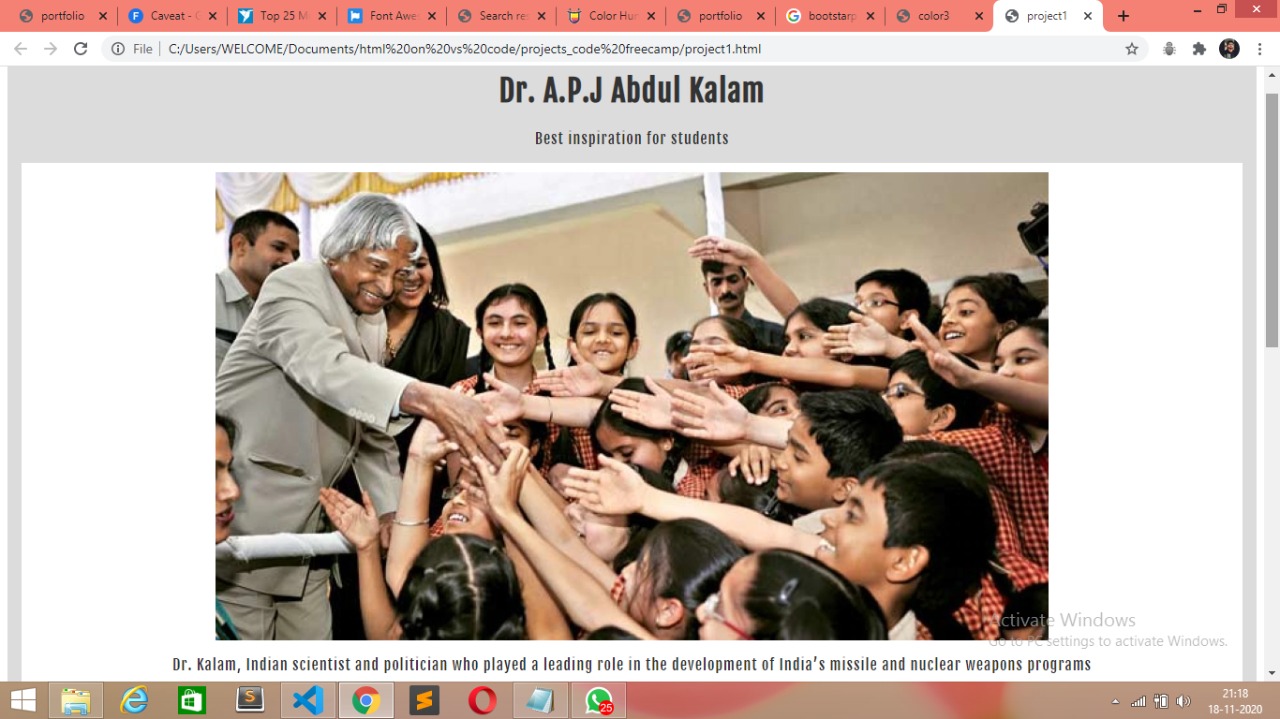 portfolio
Caveat - G
Top 25 M
Font Awe
Search re
Color Hur
portfolio
bootstarp
color3
project1
File
C:/Users/WELCOME/Documents/html%20on%20vs%20code/projects_code%20freecamp/project1.html
Dr. A.P.J Abdul Kalam
Best inspiration for students
Activate Windows
Go to PC settings to activate Windows.
Dr. Kalam, Indian scientist and politician who played a leading role in the development of India’s missile and nuclear weapons programs
25
21:18
18-11-2020